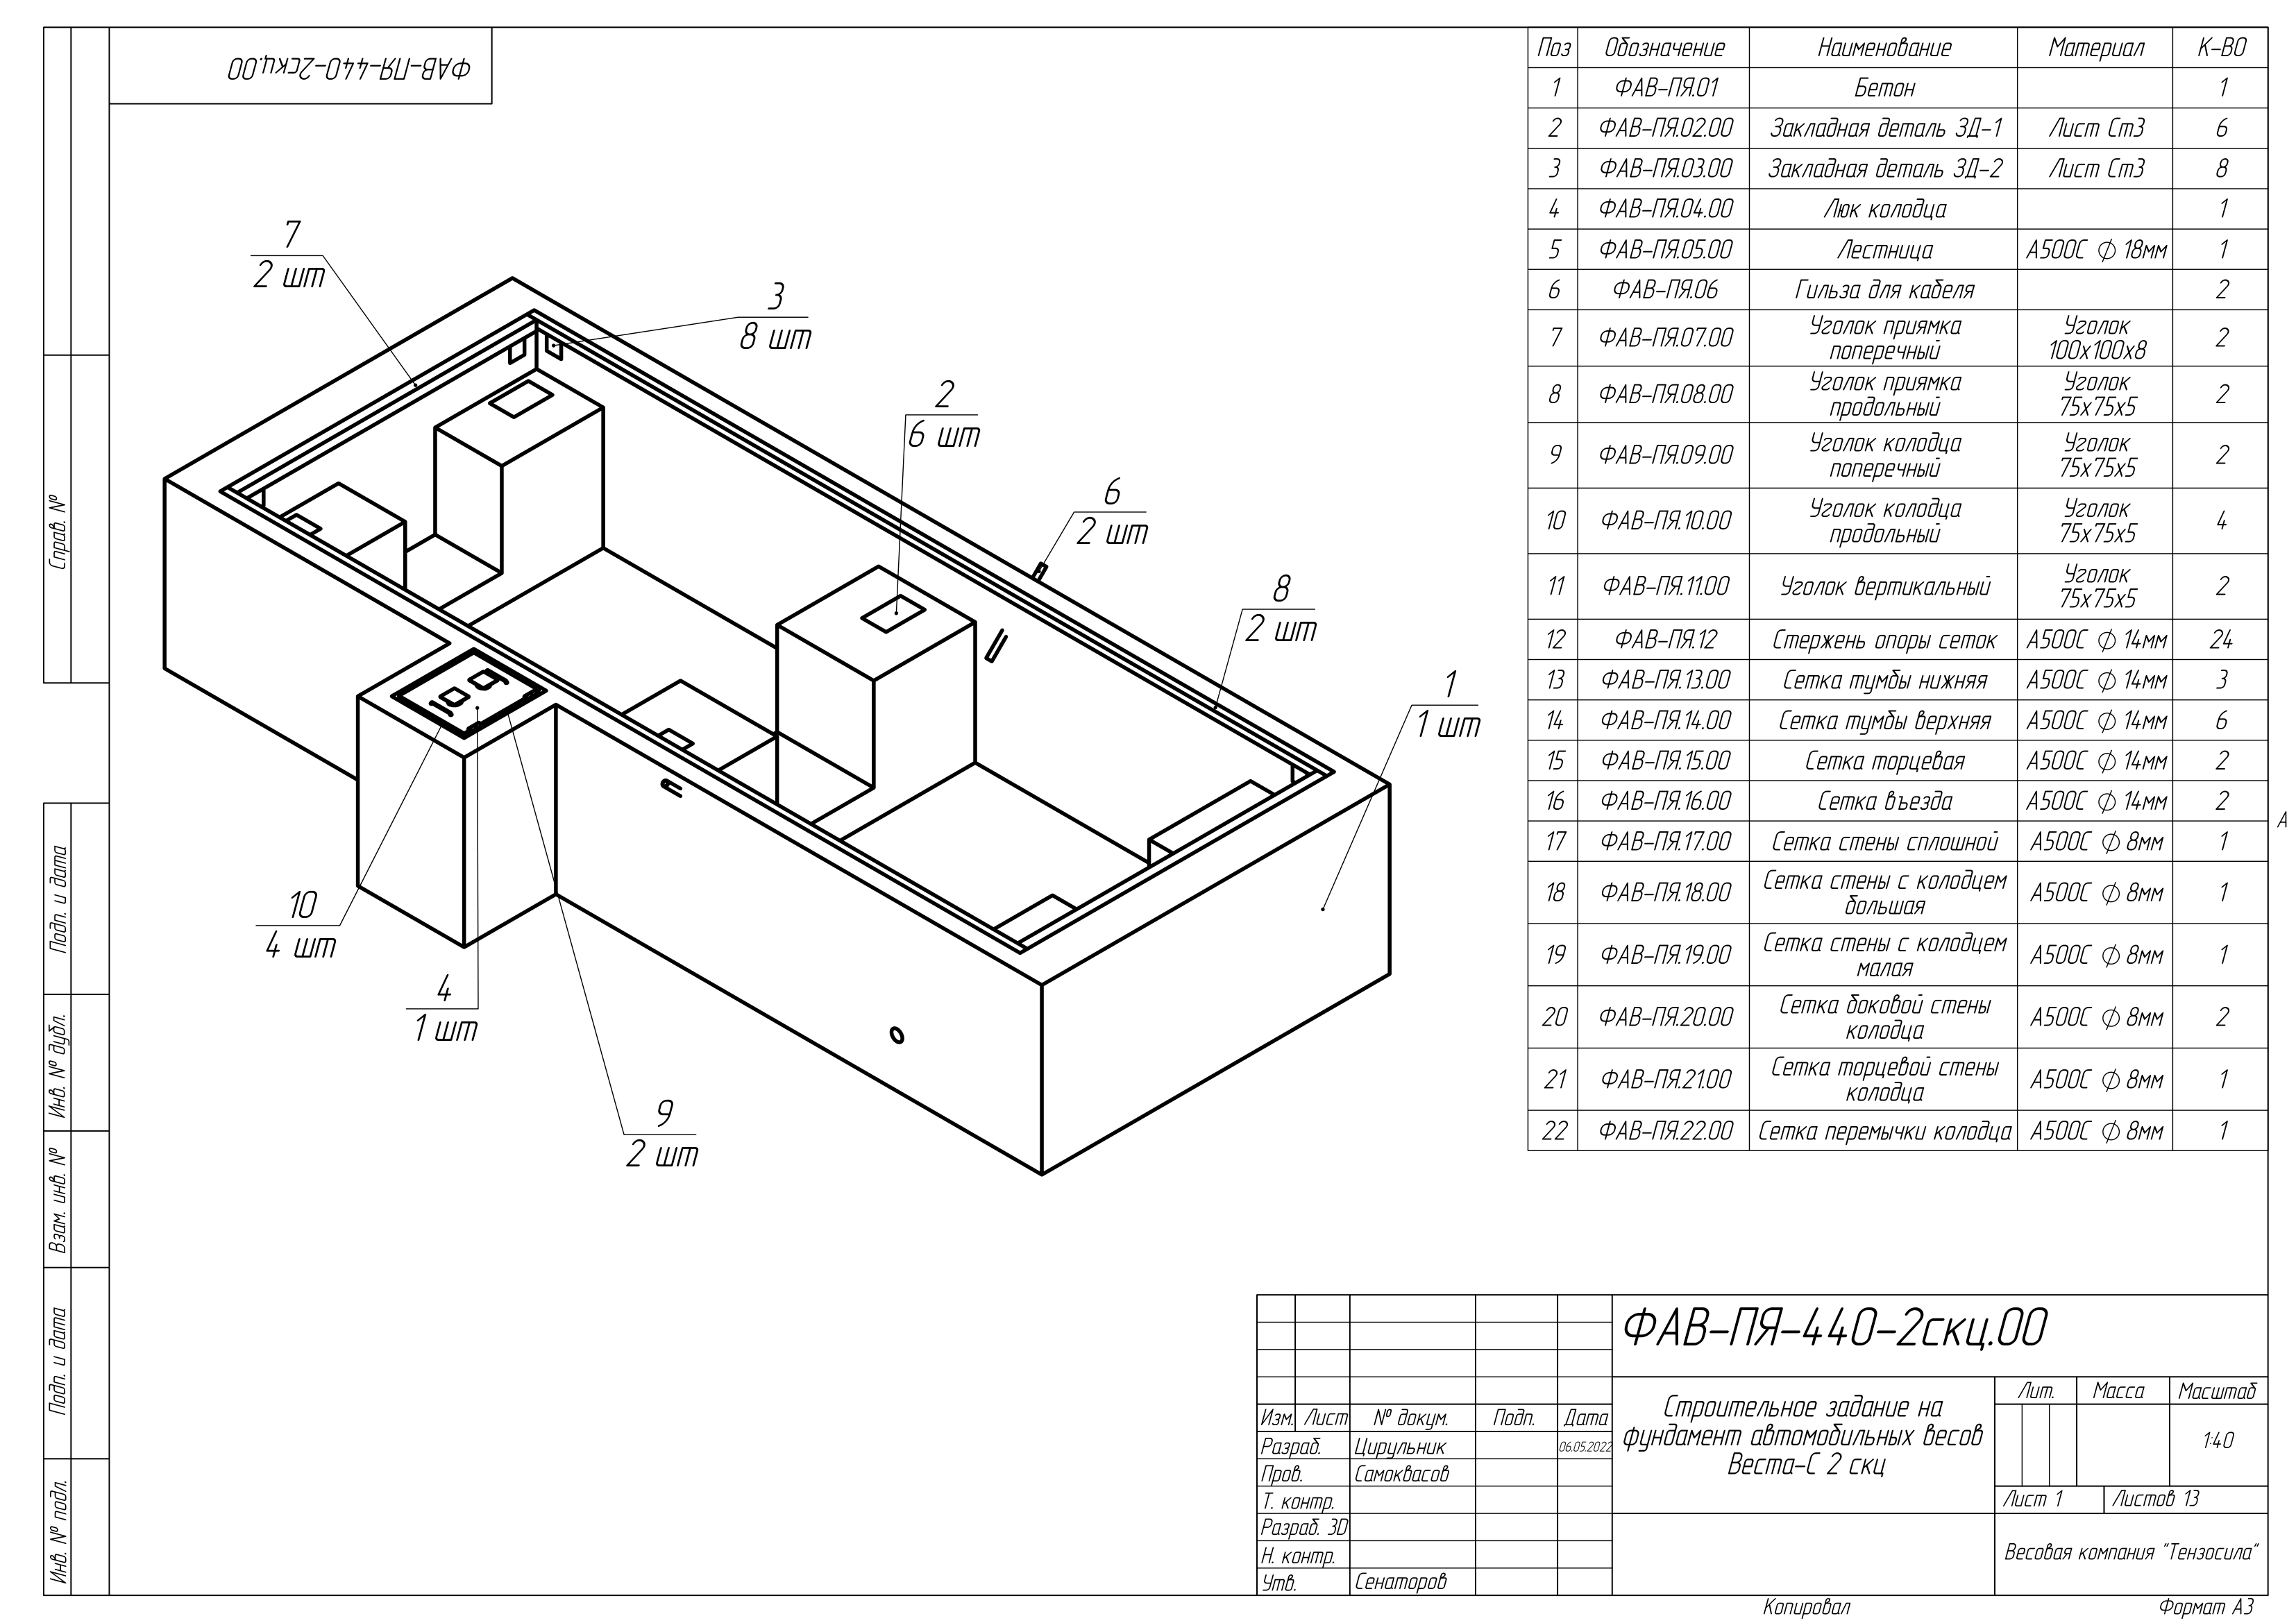 ФАВ-ПЯ-440-2скц.00
Справ. №
Подп. и дата
Инв. № дубл.
Взам. инв. №
Подп. и дата
Инв. № подл.
7
2 шт
3
8 шт
2
6 шт
6
2 шт
8
2 шт
1
1 шт
10
4 шт
4
1 шт
9
2 шт
Поз Обозначение Наименование Материал К-ВО
1 ФАВ-ПЯ.01 Бетон 1
2 ФАВ-ПЯ.02.00 Закладная деталь ЗД-1 Лист Ст3 6
3 ФАВ-ПЯ.03.00 Закладная деталь ЗД-2 Лист Ст3 8
4 ФАВ-ПЯ.04.00 Люк колодца 1
5 ФАВ-ПЯ.05.00 Лестница А500С ϕ 18мм 1
6 ФАВ-ПЯ.06 Гильза для кабеля 2
7 ФАВ-ПЯ.07.00 Уголок приямка поперечный Уголок 100х100х8 2
8 ФАВ-ПЯ.08.00 Уголок приямка продольный Уголок 75х75х5 2
9 ФАВ-ПЯ.09.00 Уголок колодца поперечный Уголок 75х75х5 2
10 ФАВ-ПЯ.10.00 Уголок колодца продольный Уголок 75х75х5 4
11 ФАВ-ПЯ.11.00 Уголок вертикальный Уголок 75х75х5 2
12 ФАВ-ПЯ.12 Стержень опоры сеток А500С ϕ 14мм 24
13 ФАВ-ПЯ.13.00 Сетка тумбы нижняя А500С ϕ 14мм 3
14 ФАВ-ПЯ.14.00 Сетка тумбы верхняя А500С ϕ 14мм 6
15 ФАВ-ПЯ.15.00 Сетка торцевая А500С ϕ 14мм 2
16 ФАВ-ПЯ.16.00 Сетка въезда А500С ϕ 14мм 2
17 ФАВ-ПЯ.17.00 Сетка стены сплошной А500С ϕ 8мм 1
18 ФАВ-ПЯ.18.00 Сетка стены с колодцем большая А500С ϕ 8мм 1
19 ФАВ-ПЯ.19.00 Сетка стены с колодцем малая А500С ϕ 8мм 1
20 ФАВ-ПЯ.20.00 Сетка боковой стены колодца А500С ϕ 8мм 2
21 ФАВ-ПЯ.21.00 Сетка торцевой стены колодца А500С ϕ 8мм 1
22 ФАВ-ПЯ.22.00 Сетка перемычки колодца А500С ϕ 8мм 1
А
ФАВ-ПЯ-440-2скц.00
Изм. Лист № докум. Подп. Дата
Разраб. Цирульник 06.05.2022
Пров. Самоквасов
Т. контр.
Разраб. 3D
Н. контр.
Утв. Сенаторов
Строительное задание на
фундамент автомобильных весов
Веста-С 2 скц
Лит. Масса Масштаб
1:40
Лист 1 Листов 13
Весовая компания "Тензосила"
Копировал Формат А3